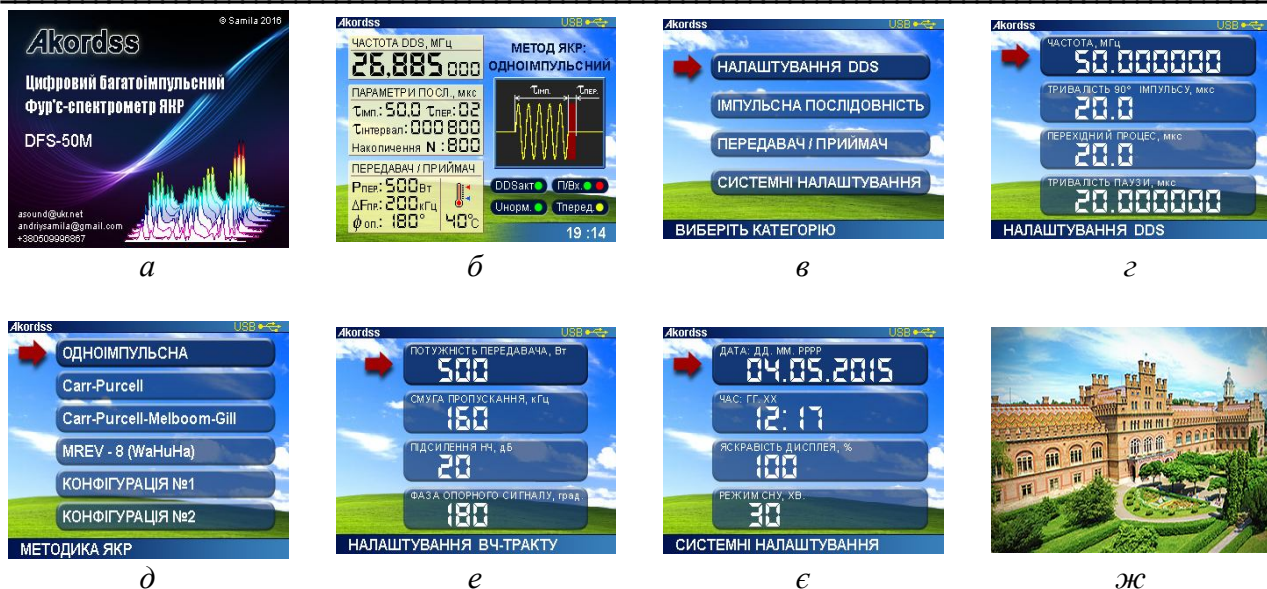 © Samila 2016
Akordss
Цифровий багатоімпульсний
Фур'є-спектрометр ЯКР
DFS-50M
asound@ukr.net
andriysamila@gmail.com
+380509996867
а
Akordss USB
ЧАСТОТА DDS, МГц
26,885 000
МЕТОД ЯКР:
ОДНОІМПУЛЬСНИЙ
ПАРАМЕТРИ ПОСЛ., мкс
τімп.: 50.0 τпер.: 02
τінтервал: 000 800
Накопичення N : 800
τімп. τпер.
ПЕРЕДАВАЧ / ПРИЙМАЧ
Pпер: 500 Вт
ΔFпр.: 200 кГц
ϕ оп.: 180° 40°C
DDSакт П/Вх.
Uнорм. Tперед.
19 :14
б
Akordss USB
НАЛАШТУВАННЯ DDS
ІМПУЛЬСНА ПОСЛІДОВНІСТЬ
ПЕРЕДАВАЧ / ПРИЙМАЧ
СИСТЕМНІ НАЛАШТУВАННЯ
ВИБЕРІТЬ КАТЕГОРІЮ
в
Akordss USB
ЧАСТОТА, МГц
50.000000
ТРИВАЛІСТЬ 90° ІМПУЛЬСУ, мкс
20.0
ПЕРЕХІДНИЙ ПРОЦЕС, мкс
20.0
ТРИВАЛІСТЬ ПАУЗИ, мкс
20.000000
НАЛАШТУВАННЯ DDS
г
Akordss USB
ОДНОІМПУЛЬСНА
Carr-Purcell
Carr-Purcell-Melboom-Gill
MREV - 8 (WaHuHa)
КОНФІГУРАЦІЯ №1
КОНФІГУРАЦІЯ №2
МЕТОДИКА ЯКР
д
Akordss USB
ПОТУЖНІСТЬ ПЕРЕДАВАЧА, Вт
500
СМУГА ПРОПУСКАННЯ, кГц
160
ПІДСИЛЕННЯ НЧ, дБ
20
ФАЗА ОПОРНОГО СИГНАЛУ, град.
180
НАЛАШТУВАННЯ ВЧ-ТРАКТУ
е
Akordss USB
ДАТА: ДД. ММ. РРРР
04.05.2015
ЧАС: ГГ. ХХ
12:17
ЯСКРАВІСТЬ ДИСПЛЕЯ, %
100
РЕЖИМ СНУ, ХВ.
30
СИСТЕМНІ НАЛАШТУВАННЯ
є
ж